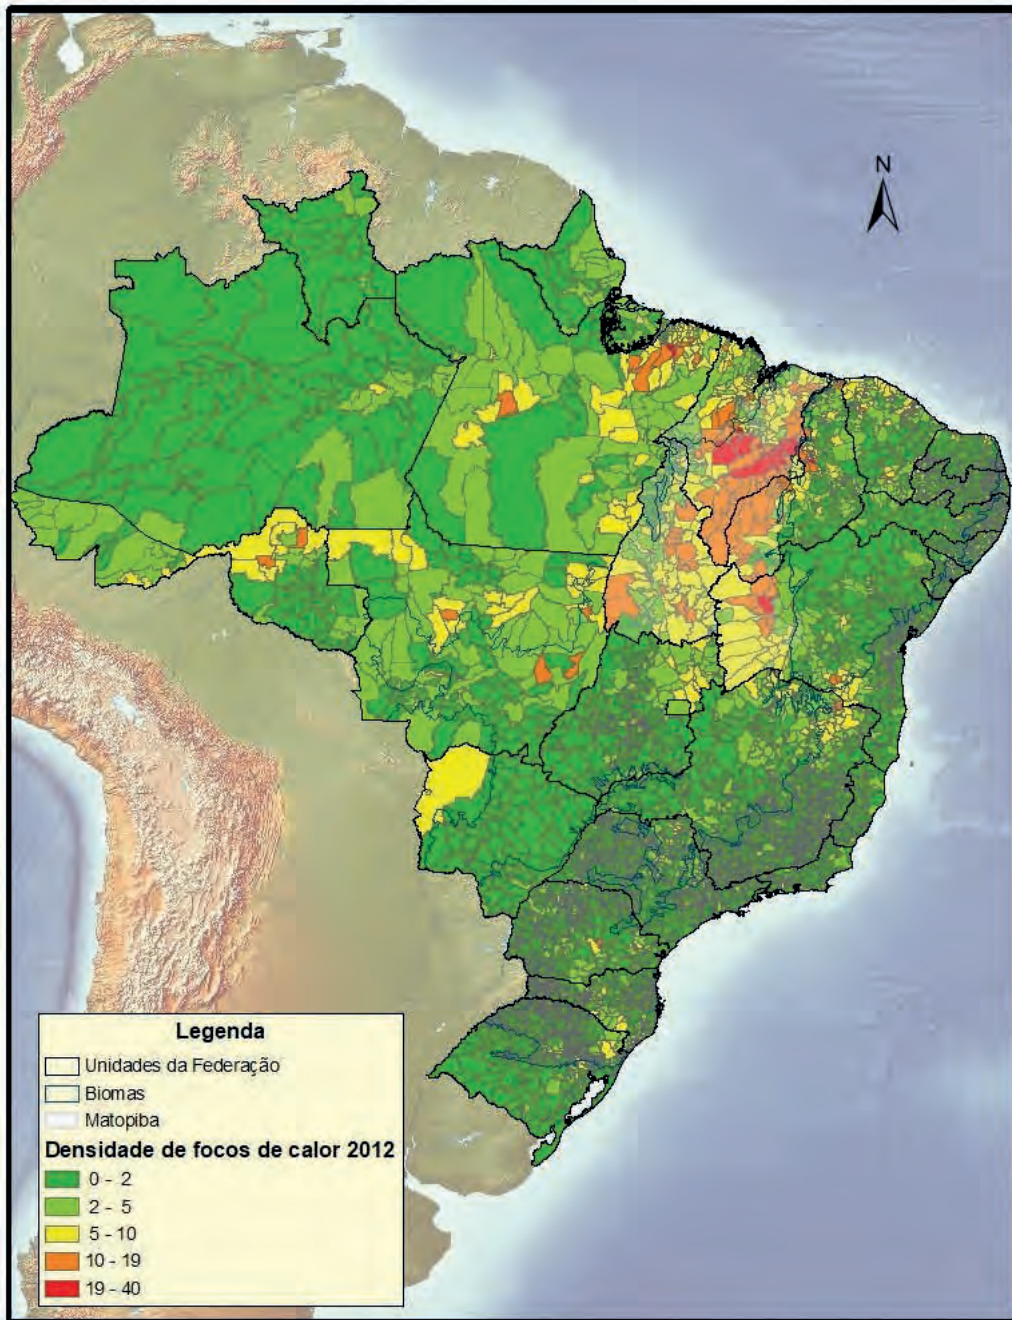 N
Legenda
Unidades da Federação
Biomas
Matopiba
Densidade de focos de calor 2012
0 - 2
2 - 5
5 - 10
10 - 19
19 - 40